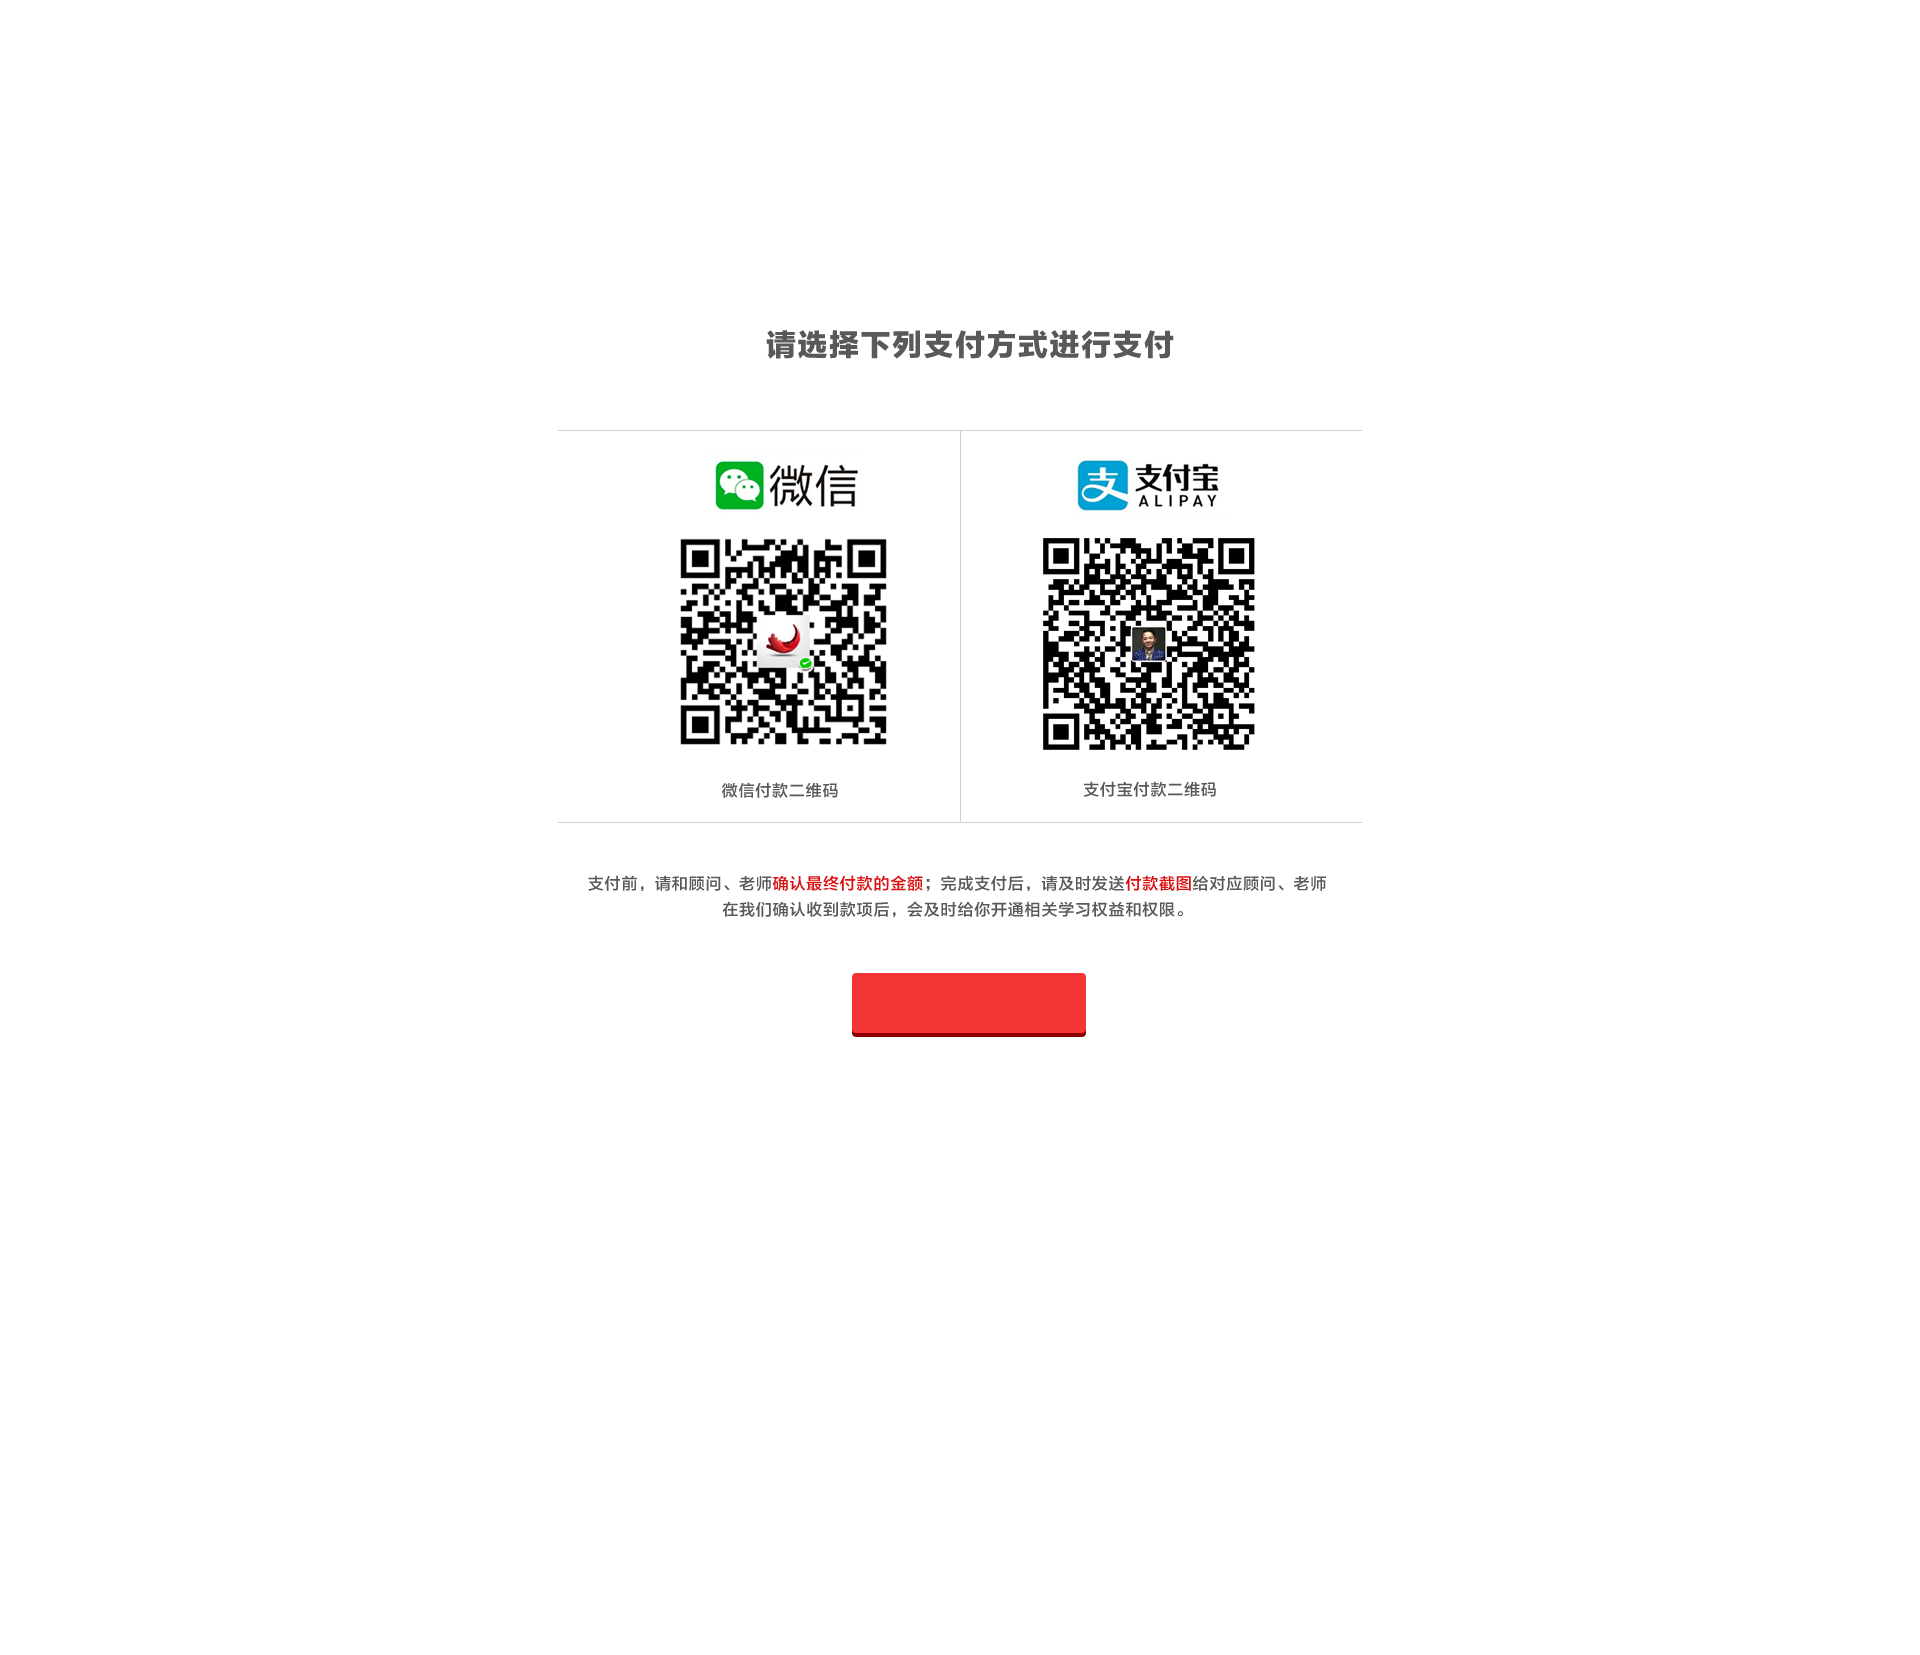 请选择下列支付方式进行支付
微信
支付宝
ALIPAY
微信付款二维码
支付宝付款二维码
支付前，请和顾问、老师确认最终付款的金额；完成支付后，请及时发送付款截图给对应顾问、老师
在我们确认收到款项后，会及时给你开通相关学习权益和权限。